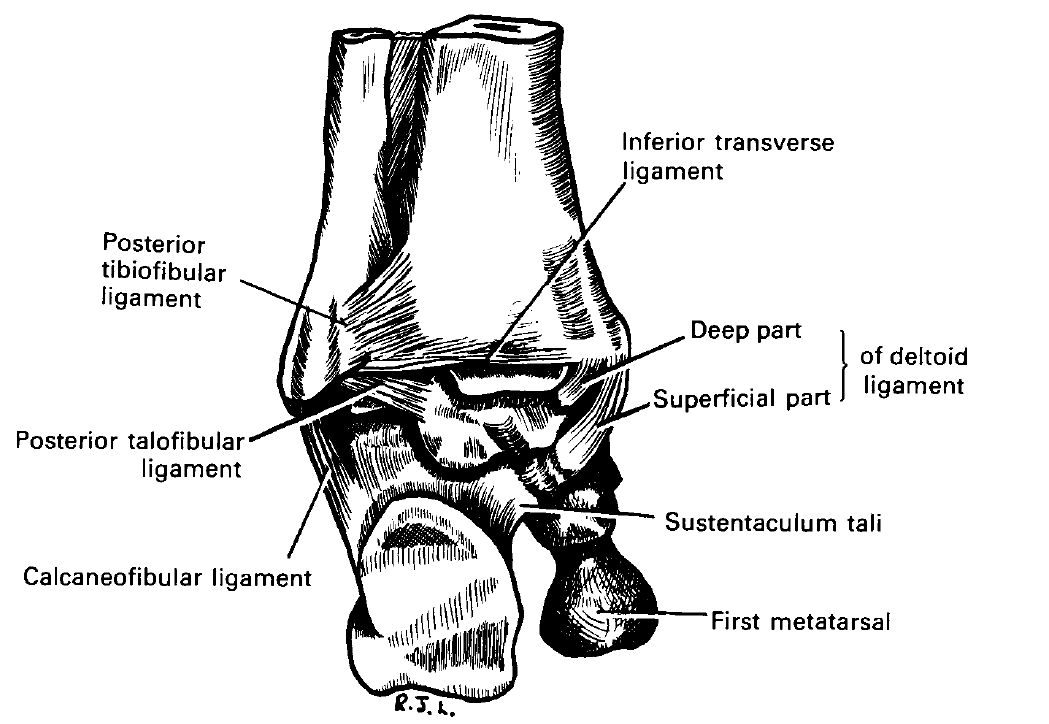 Inferior transverse
ligament
Posterior
tibiofibular
ligament
Deep part
of deltoid
ligament
Superficial part
Posterior talofibular
ligament
Sustentaculum tali
Calcaneofibular ligament
First metatarsal
R.J.L.